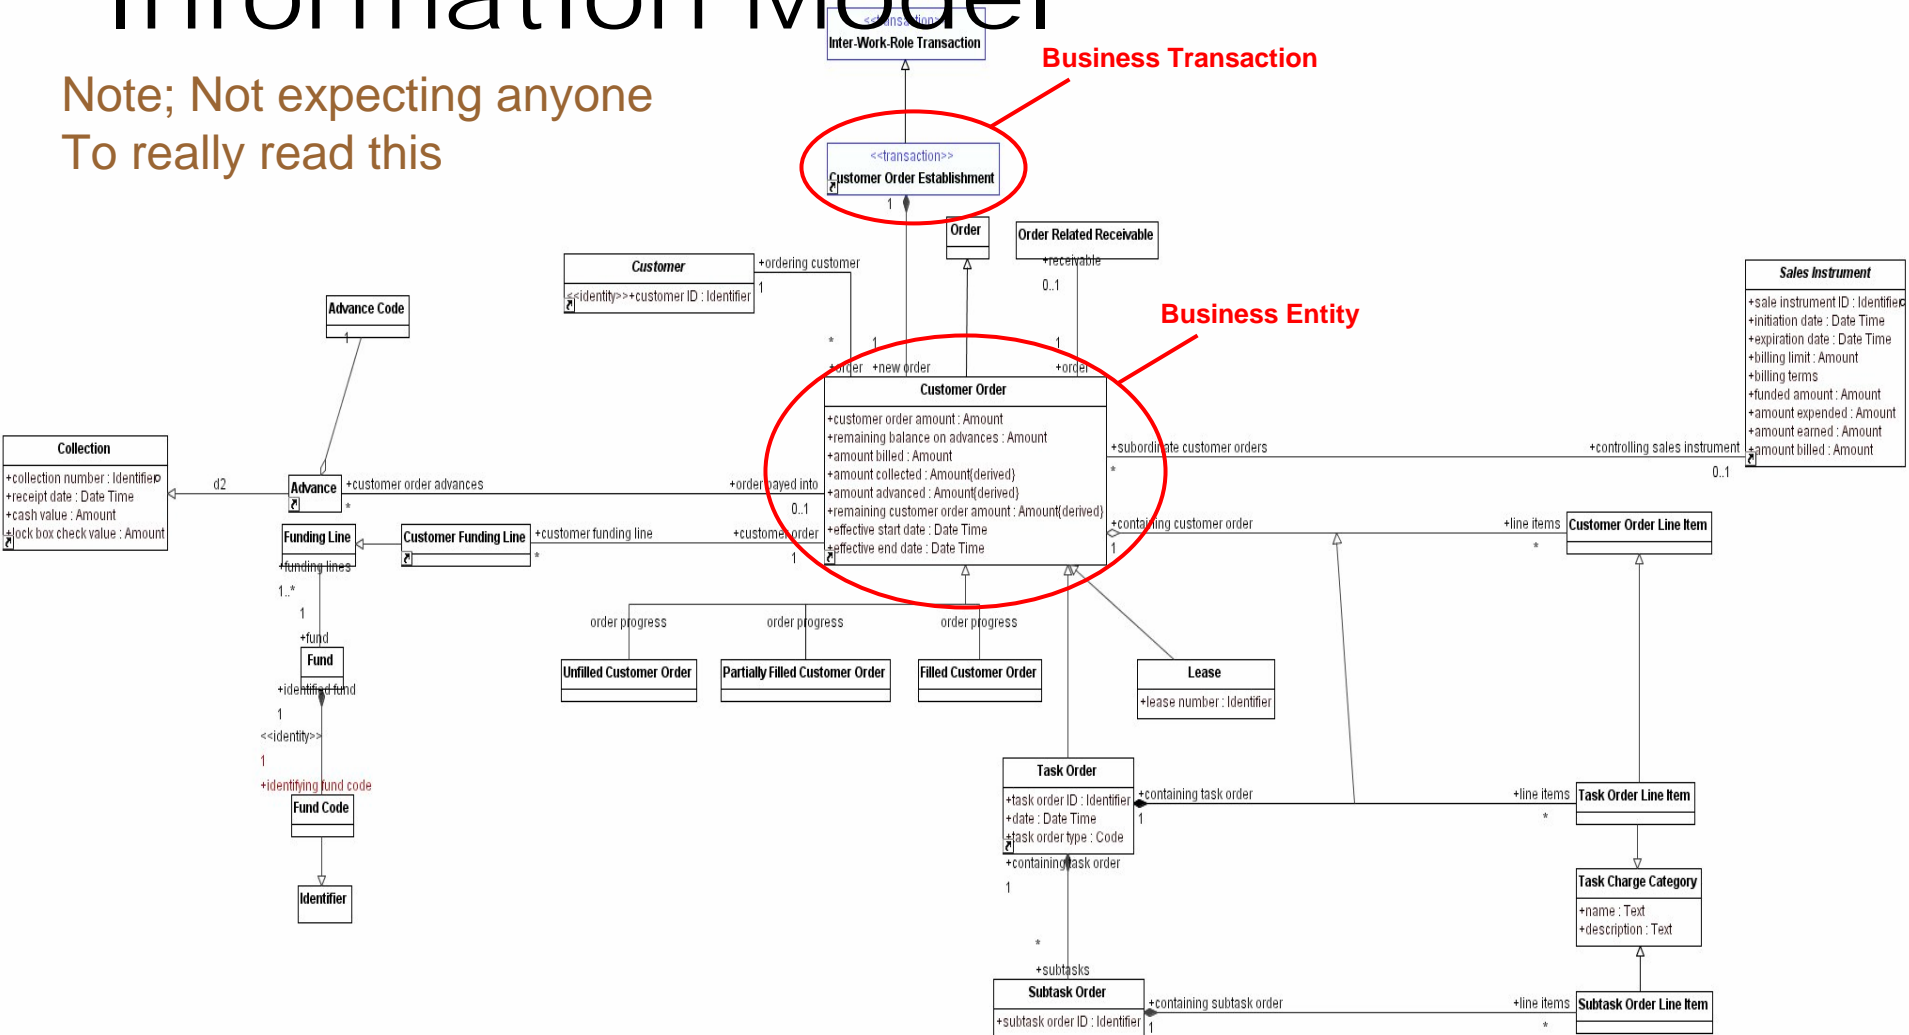 Information Model
Note; Not expecting anyone
To really read this
<<transaction>>
Inter-Work-Role Transaction
Business Transaction
<<transaction>>
Customer Order Establishment
1
Order
Order Related Receivable
+receivable
0..1
Customer
<<identity>>+customer ID : Identifier
+ordering customer
1
*
+order
1
+new order
1
+order
Business Entity
Sales Instrument
+sale instrument ID : Identifier
+initiation date : Date Time
+expiration date : Date Time
+billing limit : Amount
+billing terms
+funded amount : Amount
+amount expended : Amount
+amount earned : Amount
+amount billed : Amount
Advance Code
1
Customer Order
+customer order amount : Amount
+remaining balance on advances : Amount
+amount billed : Amount
+amount collected : Amount{derived}
+amount advanced : Amount{derived}
+remaining customer order amount : Amount{derived}
+effective start date : Date Time
+effective end date : Date Time
+subordinate customer orders
*
+controlling sales instrument
0..1
Collection
+collection number : Identifier
+receipt date : Date Time
+cash value : Amount
+lock box check value : Amount
d2
Advance
+customer order advances
*
+order payed into
0..1
Funding Line
Customer Funding Line
+customer funding line
*
+customer order
1
+containing customer order
1
+line items
*
Customer Order Line Item
+funding lines
1..*
1
+fund
Fund
+identified fund
1
<<identity>>
1
+identifying fund code
Fund Code
Identifier
order progress
order progress
order progress
Unfilled Customer Order
Partially Filled Customer Order
Filled Customer Order
Lease
+lease number : Identifier
Task Order
+task order ID : Identifier
+date : Date Time
+task order type : Code
+containing task order
1
+line items
*
Task Order Line Item
+containing task order
1
Task Charge Category
+name : Text
+description : Text
*
+subtasks
Subtask Order
+subtask order ID : Identifier
+containing subtask order
1
+line items
*
Subtask Order Line Item